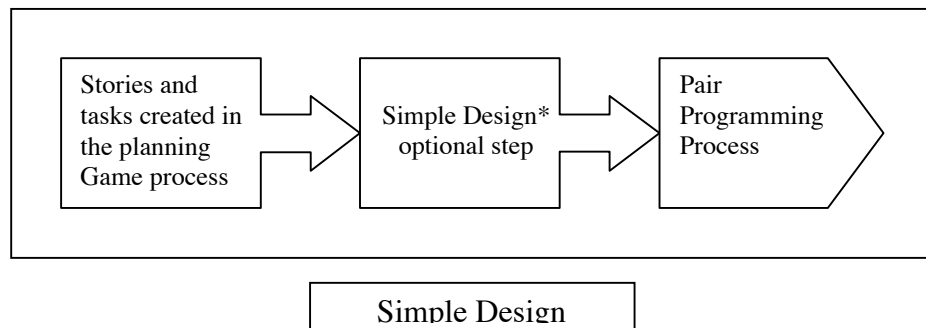 Stories and
tasks created in
the planning
Game process
Simple Design*
optional step
Pair
Programming
Process
Simple Design